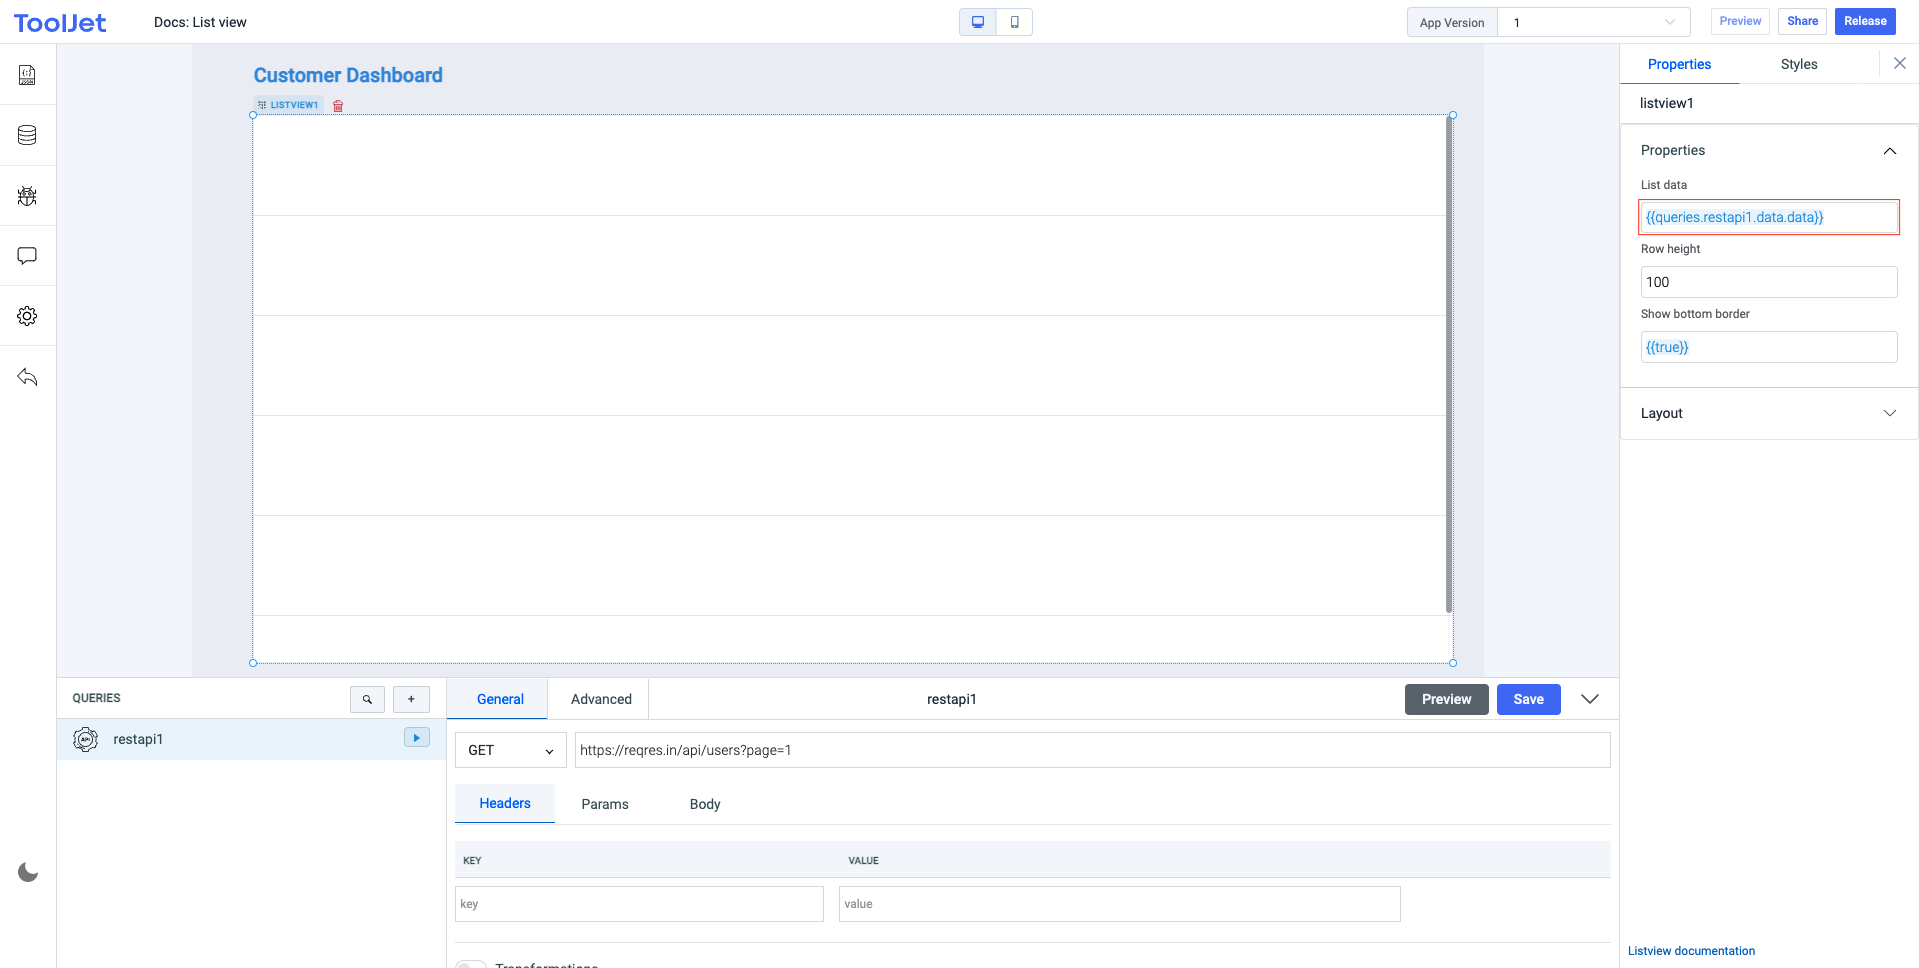 ToolJet
Docs: List view
App Version
1
Preview
Share
Release
Customer Dashboard
LISTVIEW1
Properties
Styles
listview1
Properties
List data
{{queries.restapi1.data.data}}
Row height
100
Show bottom border
{{true}}
Layout
QUERIES
+
General
Advanced
restapi1
Preview
Save
API
restapi1
GET
https://reqres.in/api/users?page=1
Headers
Params
Body
KEY
VALUE
key
value
Transformations
Listview documentation